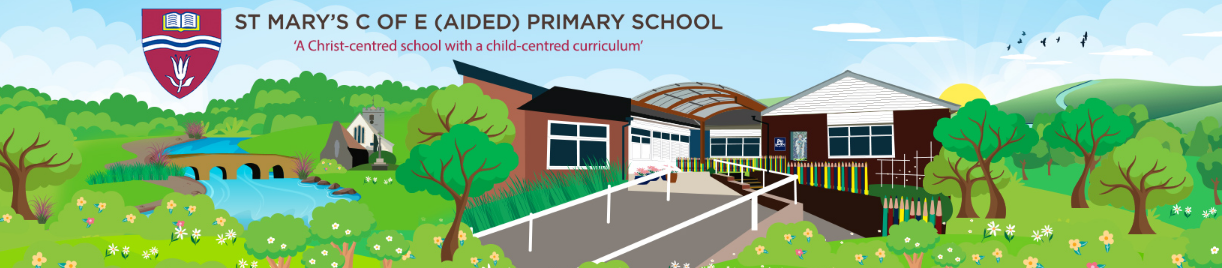 ST MARY'S C OF E (AIDED) PRIMARY SCHOOL
'A Christ-centred school with a child-centred curriculum'